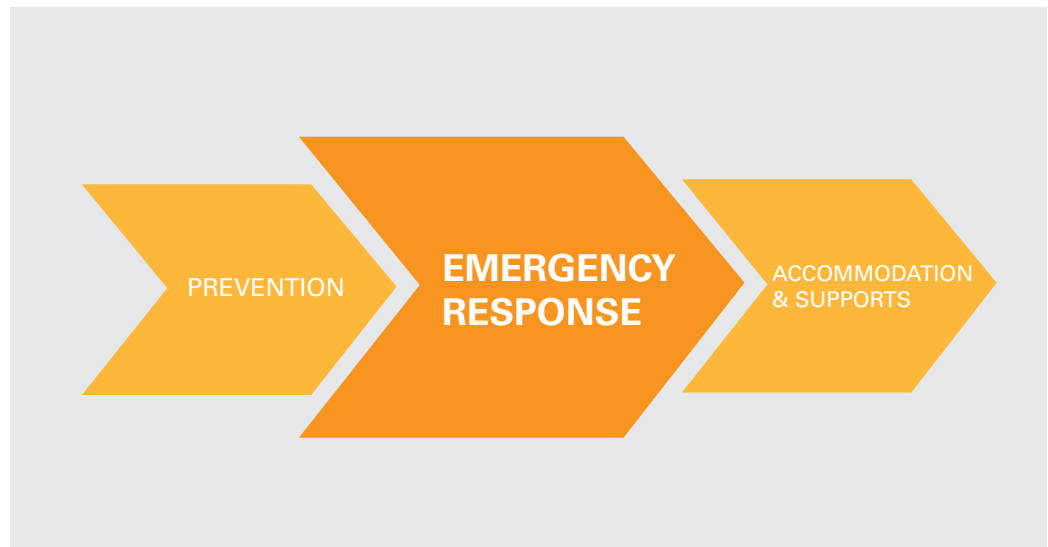 PREVENTION
EMERGENCY
RESPONSE
ACCOMMODATION
& SUPPORTS